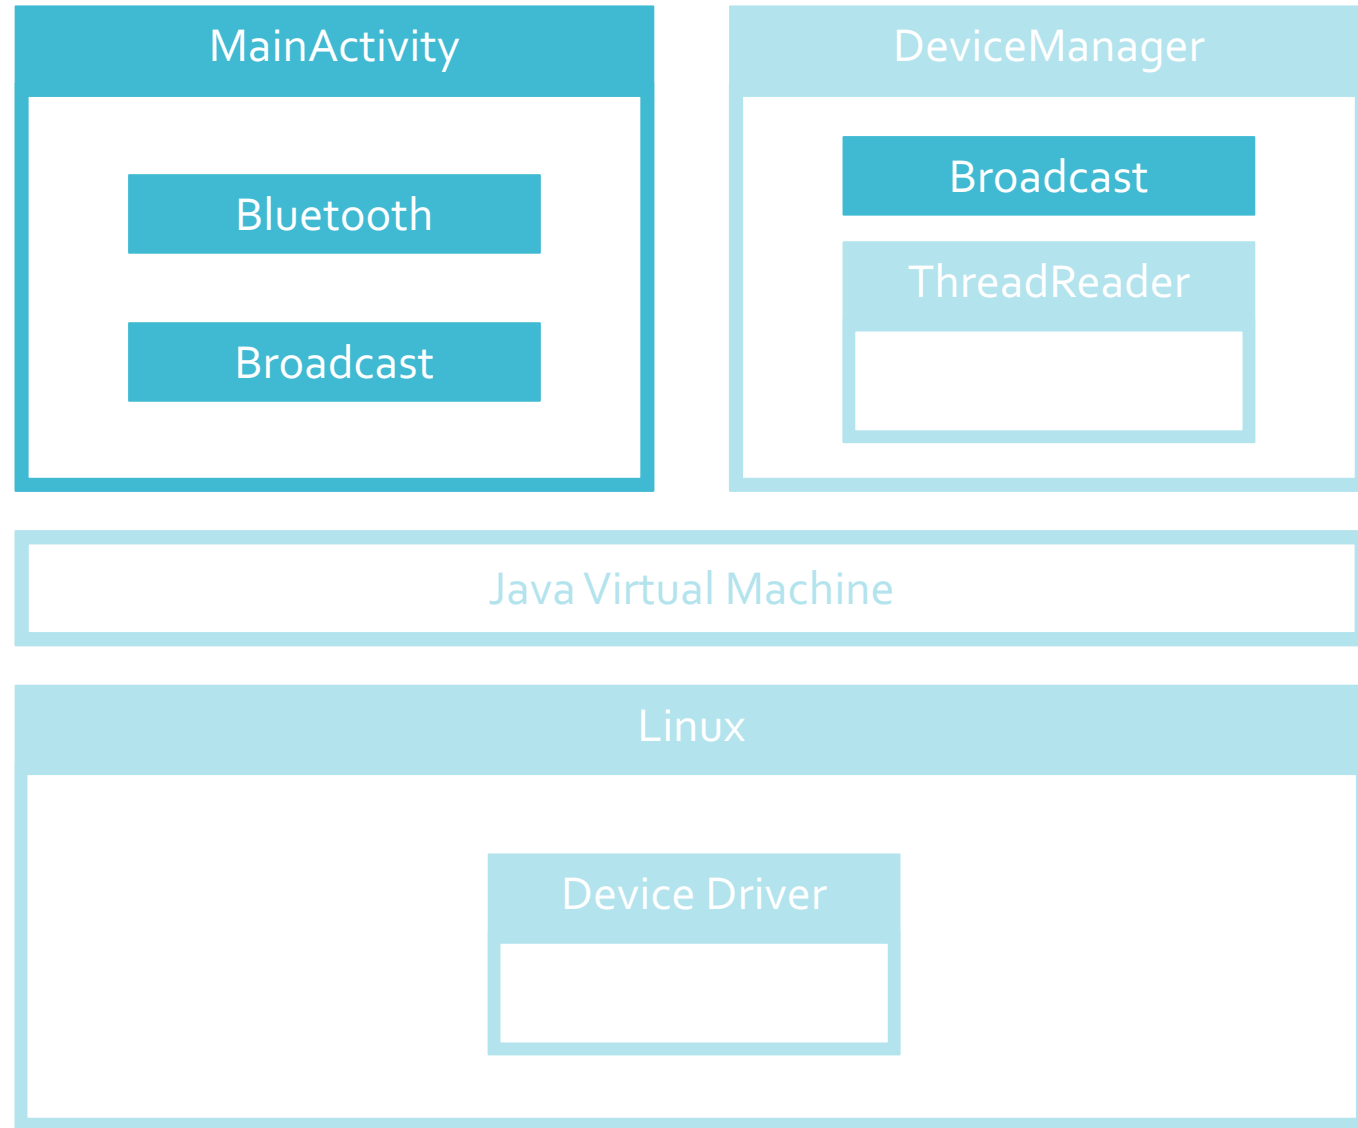 MainActivity
Bluetooth
Broadcast
DeviceManager
Broadcast
ThreadReader
Java Virtual Machine
Linux
Device Driver